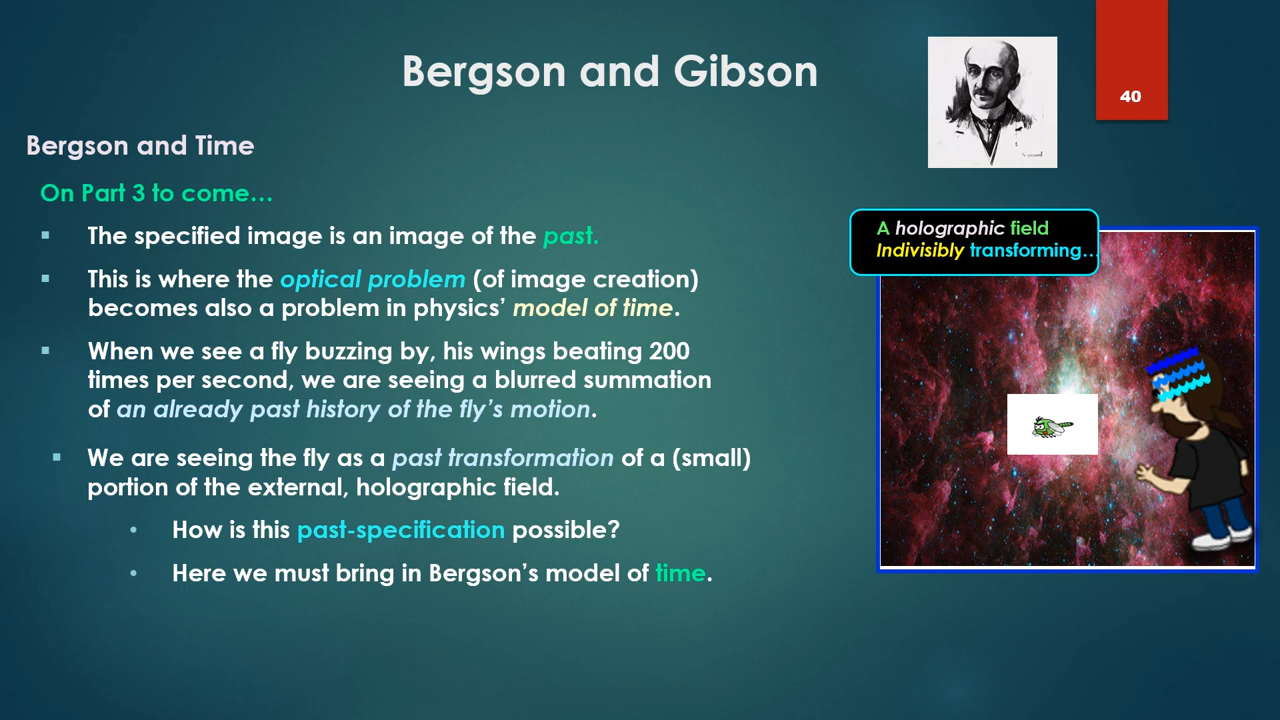 Bergson and Gibson
40
Bergson and Time
On Part 3 to come…
▪ The specified image is an image of the past.
▪ This is where the optical problem (of image creation)
becomes also a problem in physics’ model of time.
▪ When we see a fly buzzing by, his wings beating 200
times per second, we are seeing a blurred summation
of an already past history of the fly’s motion.
▪ We are seeing the fly as a past transformation of a (small)
portion of the external, holographic field.
• How is this past-specification possible?
• Here we must bring in Bergson’s model of time.
A holographic field
Indivisibly transforming…